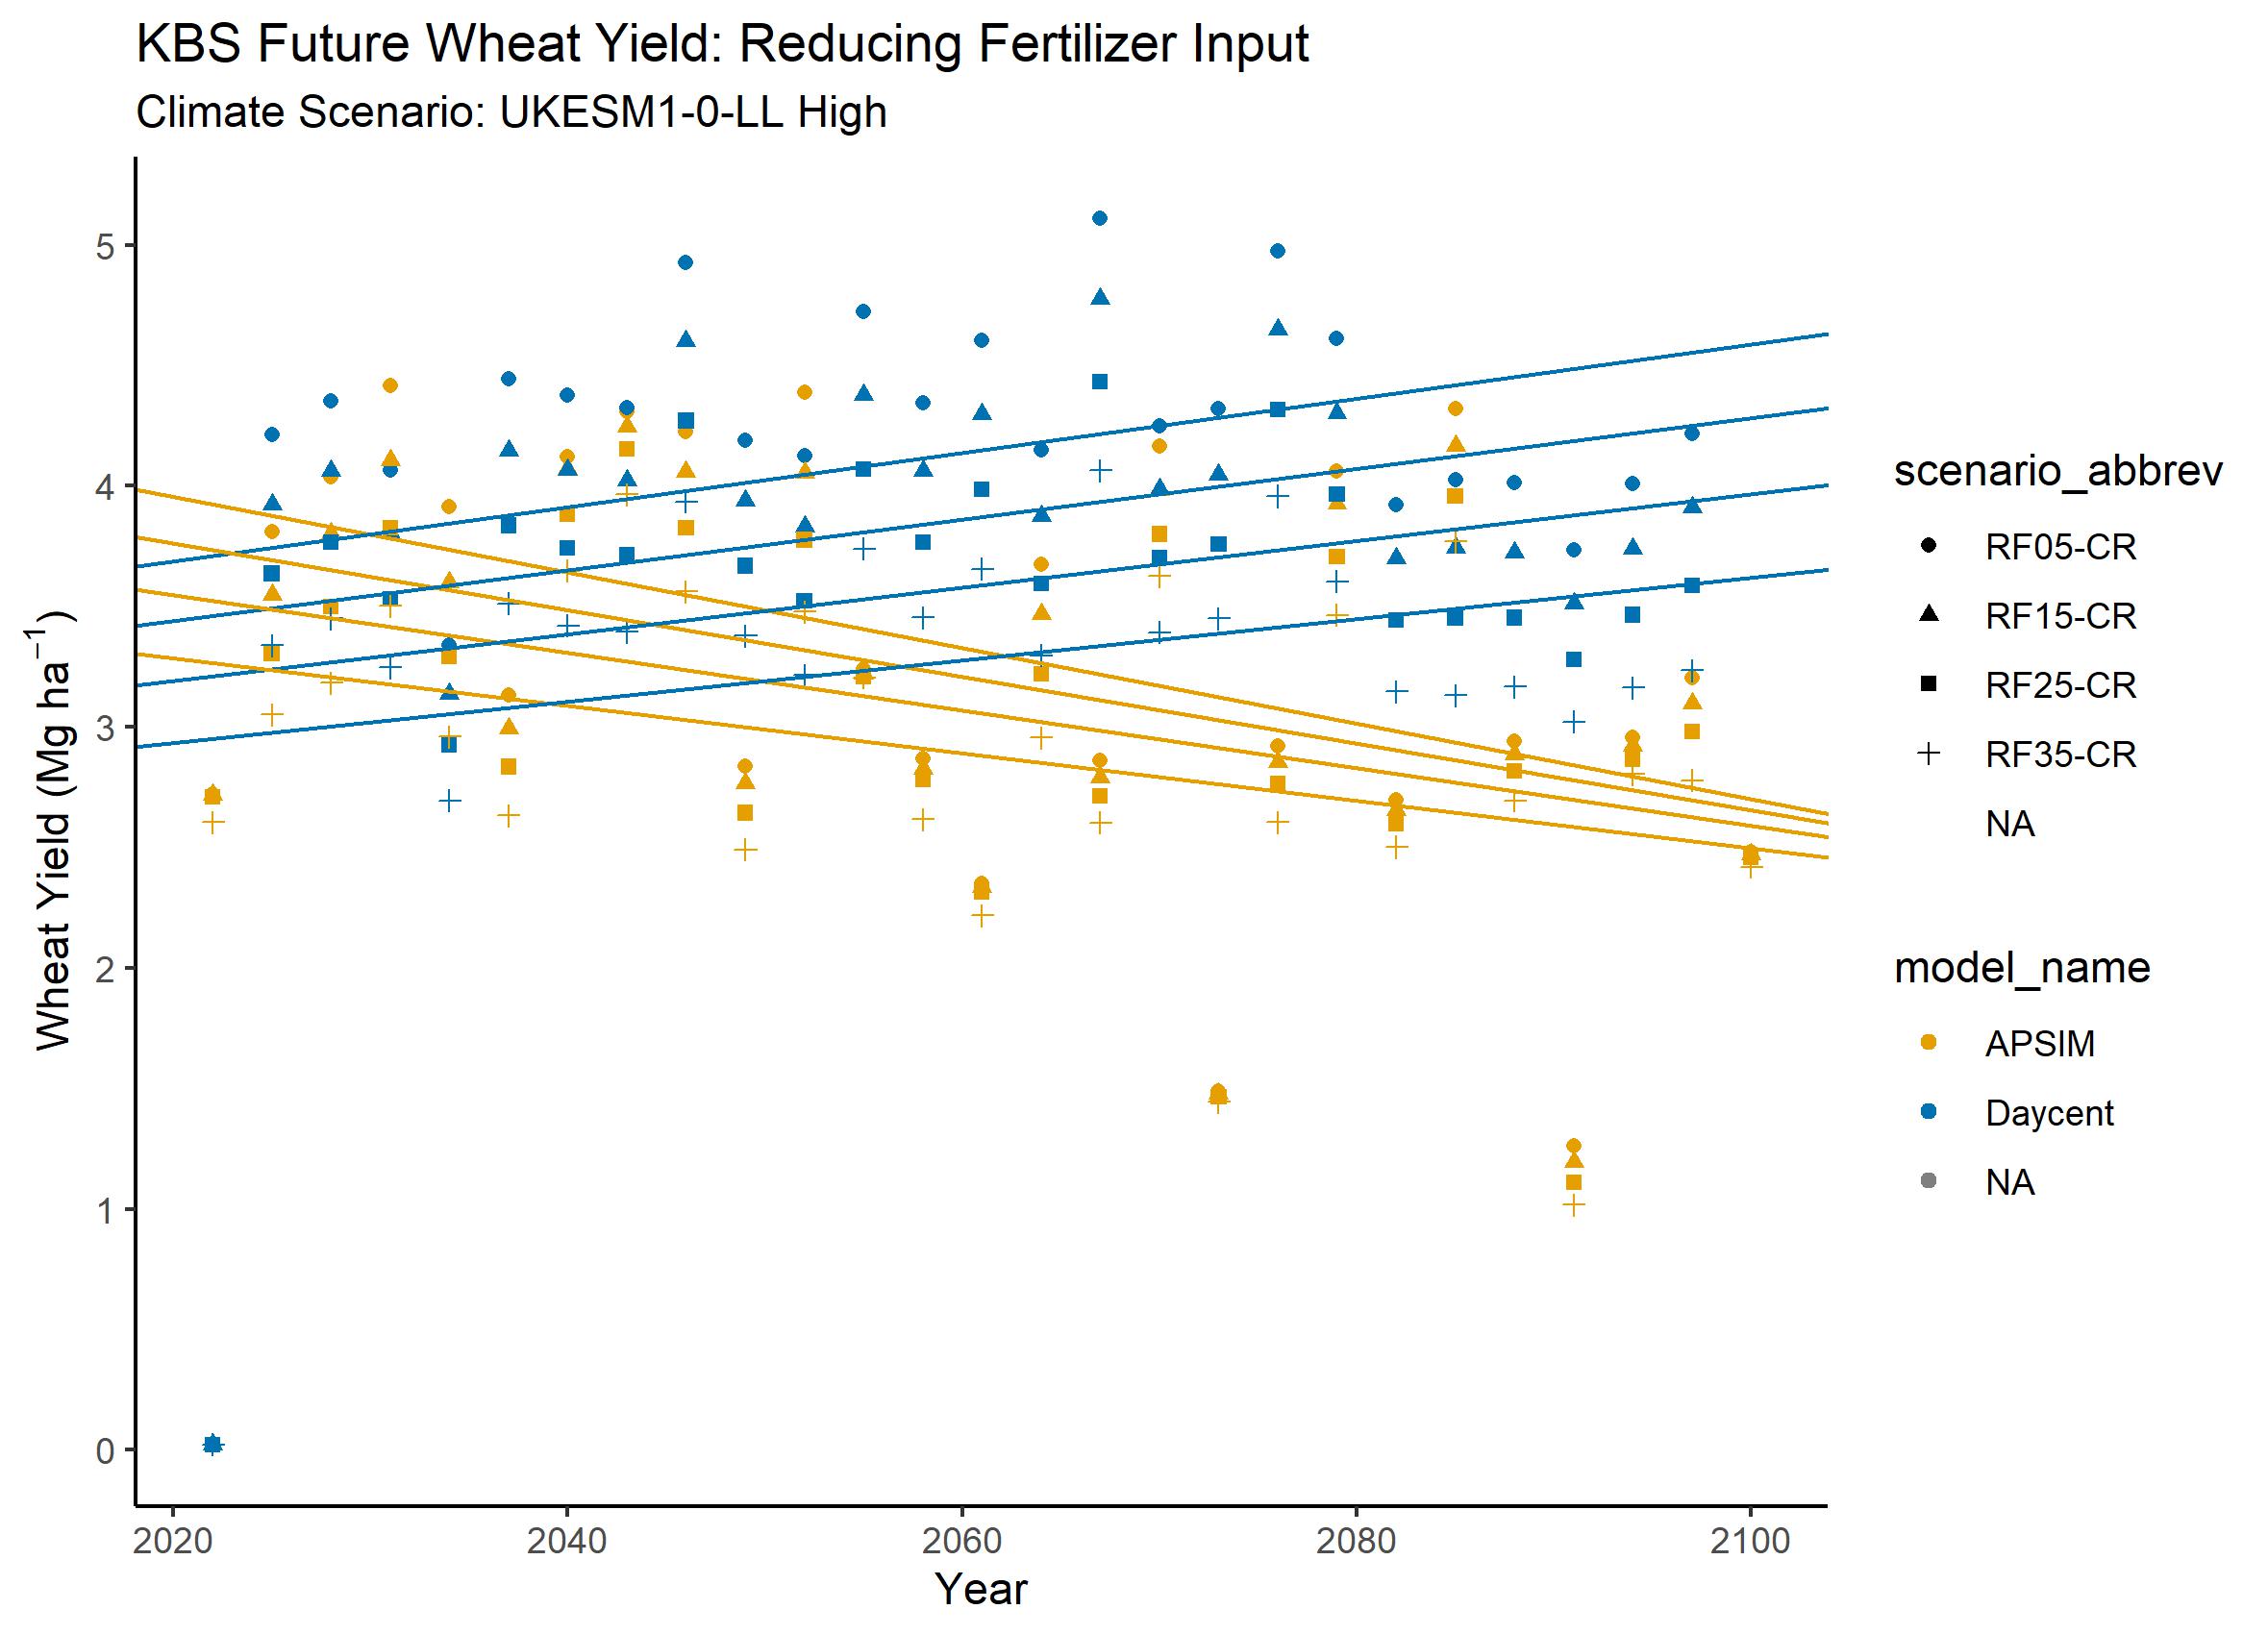 KBS Future Wheat Yield: Reducing Fertilizer Input
Climate Scenario: UKESM1-0-LL High
Wheat Yield (Mg ha⁻¹)
5
4
3
2
1
0
2020
2040
2060
2080
2100
Year
scenario_abbrev
RF05-CR
RF15-CR
RF25-CR
RF35-CR
NA
model_name
APSIM
Daycent
NA